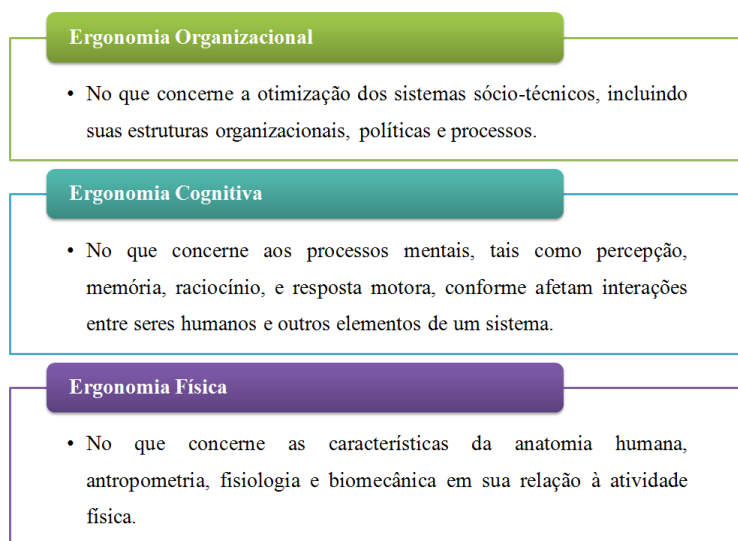 Ergonomia Organizacional
• No que concerne a otimização dos sistemas sócio-técnicos, incluindo
suas estruturas organizacionais, políticas e processos.
Ergonomia Cognitiva
• No que concerne aos processos mentais, tais como percepção,
memória, raciocínio, e resposta motora, conforme afetam interações
entre seres humanos e outros elementos de um sistema.
Ergonomia Física
• No que concerne as características da anatomia humana,
antropometria, fisiologia e biomecânica em sua relação à atividade
física.